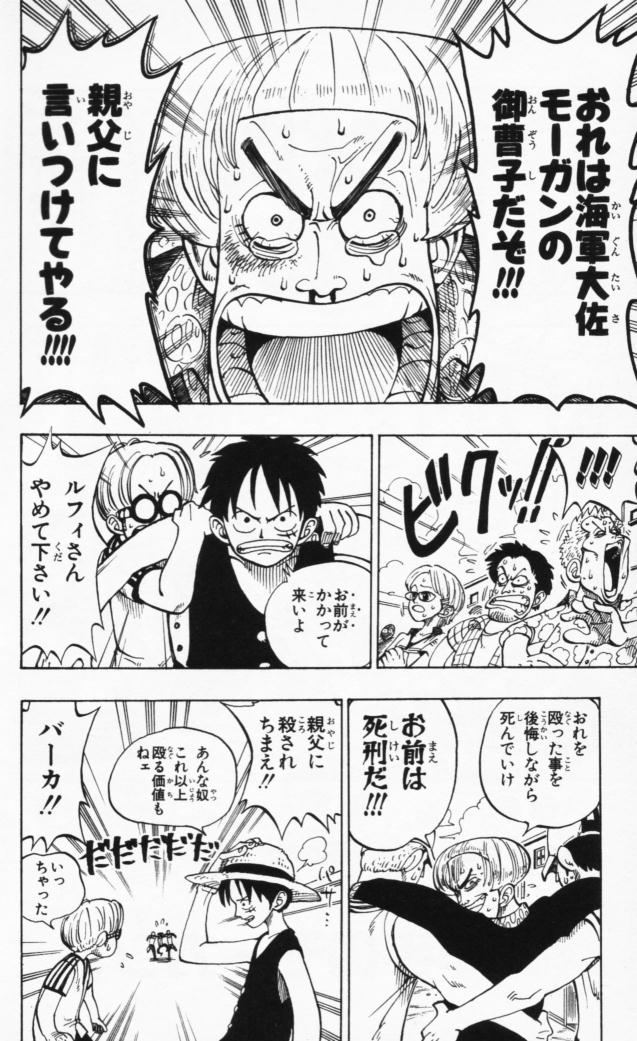 おれは海軍大佐
モーガンの
御曹子だぞ!!!
親父に
言いつけてやる!!!!
!!!
ビクッ!!
お前が
かかって
来いよ
ルフィさん
やめて下さい!!
おれを
殴った事を
後悔しながら
死んでいけ
お前は
死刑だ!!!
親父に
殺され
ちまえ!!
あんな奴
これ以上
殴る価値も
ねェ
バーカ!!
だだだだだ
いっ
ちゃった